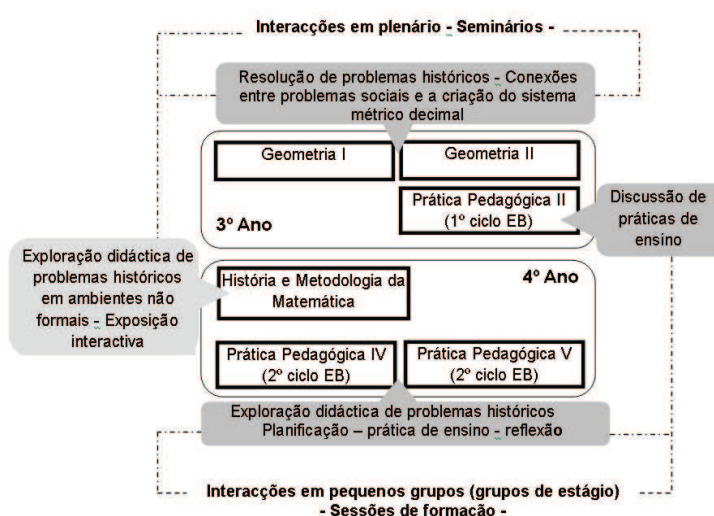 Interacções em plenário - Seminários -
Resolução de problemas históricos - Conexões
entre problemas sociais e a criação do sistema
métrico decimal
Geometria I
Geometria II
Prática Pedagógica II
(1º ciclo EB)
3º Ano
Discussão de
práticas de
ensino
Exploração didáctica de
problemas históricos
em ambientes não
formais - Exposição
interactiva
História e Metodologia da
Matemática
4º Ano
Prática Pedagógica IV
(2º ciclo EB)
Prática Pedagógica V
(2º ciclo EB)
Exploração didáctica de problemas históricos
Planificação – prática de ensino - reflexão
Interacções em pequenos grupos (grupos de estágio)
- Sessões de formação -